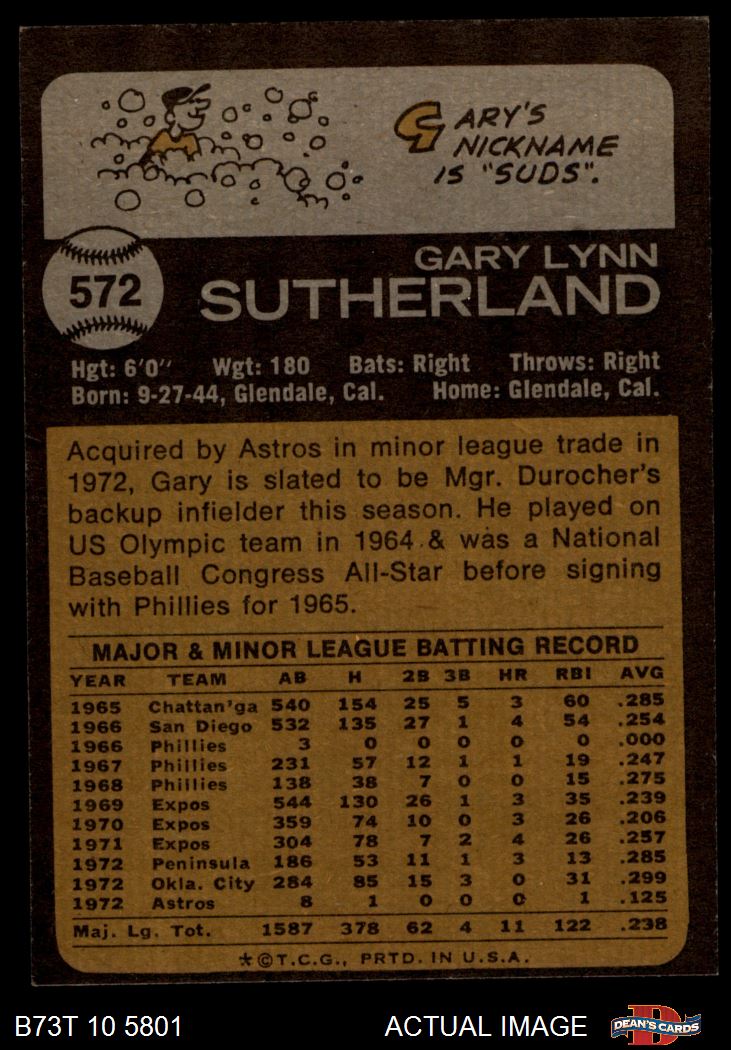 GARY'S
NICKNAME
IS "SUDS".
572
GARY LYNN
SUTHERLAND
Hgt: 6'0" Wgt: 180 Bats: Right Throws: Right
Born: 9-27-44, Glendale, Cal. Home: Glendale, Cal.
Acquired by Astros in minor league trade in
1972, Gary is slated to be Mgr. Durocher's
backup infielder this season. He played on
US Olympic team in 1964 & was a National
Baseball Congress All-Star before signing
with Phillies for 1965.
MAJOR & MINOR LEAGUE BATTING RECORD
YEAR TEAM AB H 2B 3B HR RBI AVG
1965 Chattan'ga 540 154 25 5 3 60 .285
1966 San Diego 532 135 27 1 4 54 .254
1966 Phillies 3 0 0 0 0 0 .000
1967 Phillies 231 57 12 1 1 19 .247
1968 Phillies 138 38 7 0 0 15 .275
1969 Expos 544 130 26 1 3 35 .239
1970 Expos 359 74 10 0 3 26 .206
1971 Expos 304 78 7 2 4 26 .257
1972 Peninsula 186 53 11 1 3 13 .285
1972 Okla. City 284 85 15 3 0 31 .299
1972 Astros 8 1 0 0 0 1 .125
Maj. Lg. Tot. 1587 378 62 4 11 122 .238
*©T.C.G., PRTD. IN U.S.A.
B73T 10 5801 ACTUAL IMAGE D DEAN'S CARDS